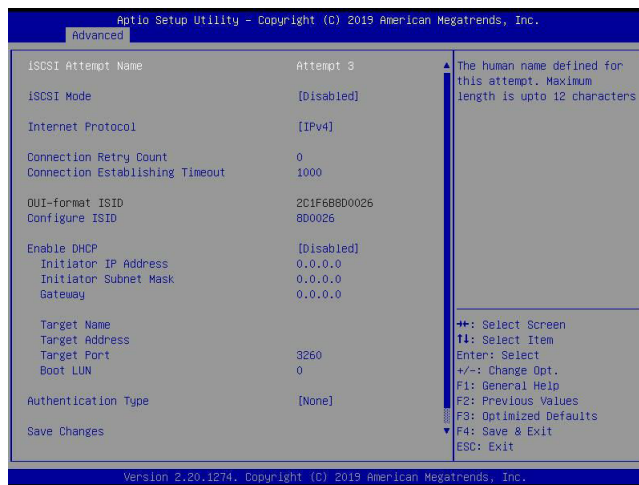 Aptio Setup Utility – Copyright (C) 2019 American Megatrends, Inc.
Advanced
iSCSI Attempt Name Attempt 3
iSCSI Mode [Disabled]
Internet Protocol [IPv4]
Connection Retry Count 0
Connection Establishing Timeout 1000
OUI-format ISID 2C1F6B8D0026
Configure ISID 8D0026
Enable DHCP [Disabled]
Initiator IP Address 0.0.0.0
Initiator Subnet Mask 0.0.0.0
Gateway 0.0.0.0
Target Name
Target Address
Target Port 3260
Boot LUN 0
Authentication Type [None]
Save Changes
The human name defined for
this attempt. Maximum
length is upto 12 characters
→←: Select Screen
↑↓: Select Item
Enter: Select
+/-: Change Opt.
F1: General Help
F2: Previous Values
F3: Optimized Defaults
F4: Save & Exit
ESC: Exit
Version 2.20.1274. Copyright (C) 2019 American Megatrends, Inc.